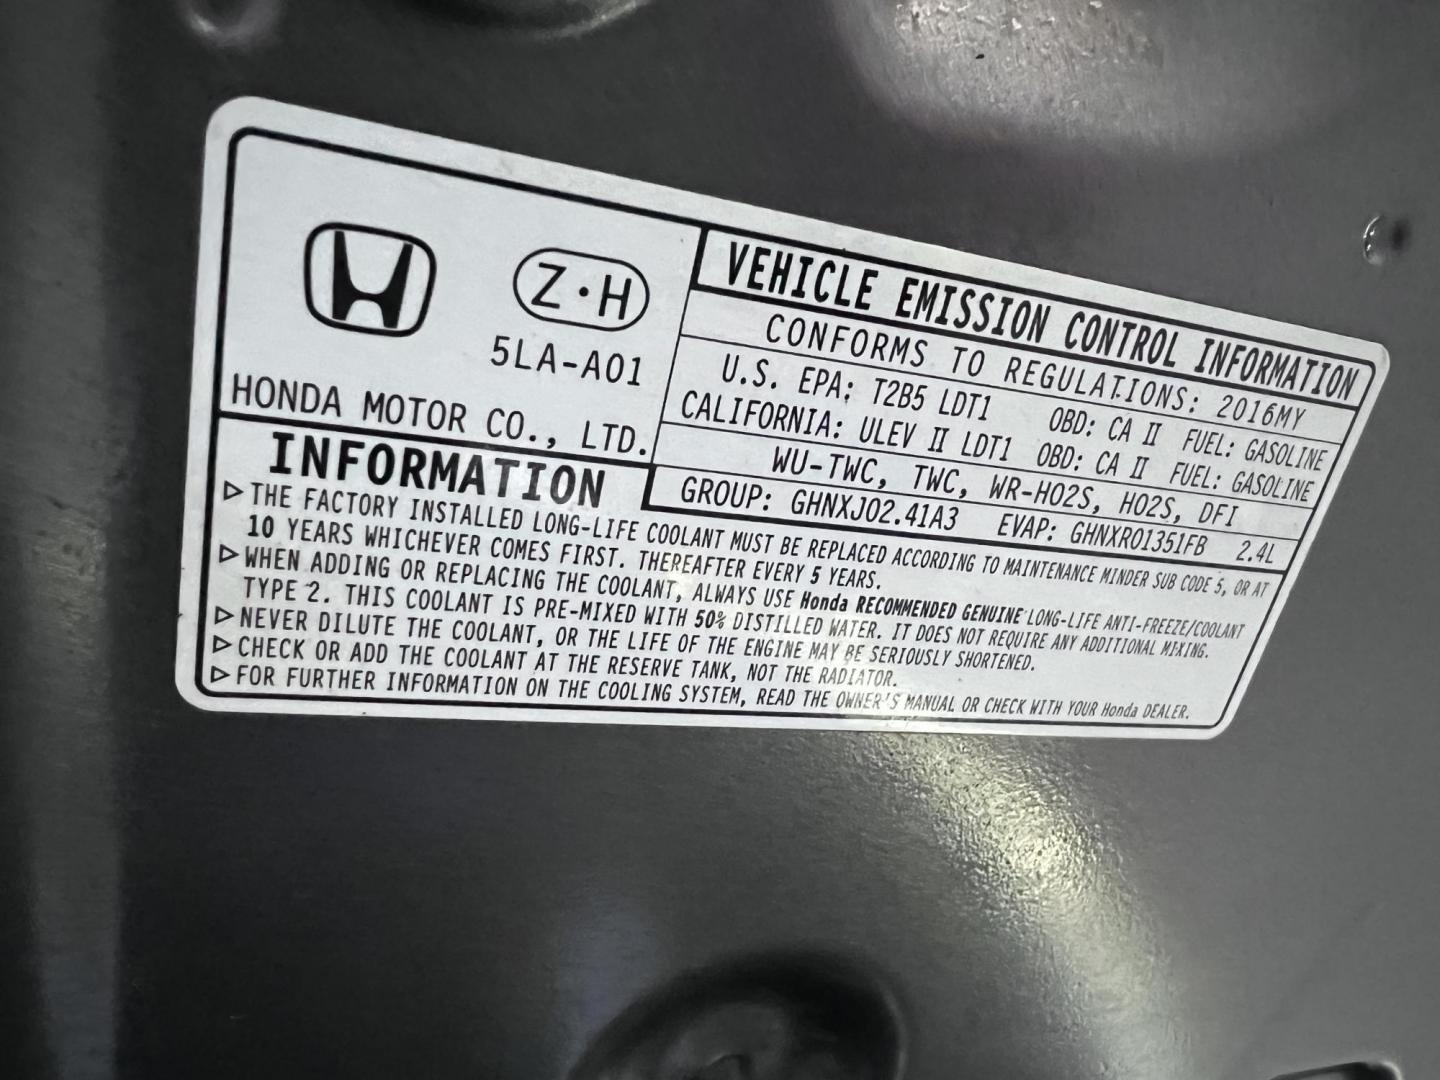 Z·H
5LA-A01
HONDA MOTOR CO., LTD.
VEHICLE EMISSION CONTROL INFORMATION
CONFORMS TO REGULATIONS: 2016MY
U.S. EPA: T2B5 LDT1 OBD: CA II FUEL: GASOLINE
CALIFORNIA: ULEV II LDT1 OBD: CA II FUEL: GASOLINE
WU-TWC, TWC, WR-HO2S, HO2S, DFI
GROUP: GHNXJ02.41A3 EVAP: GHNXR01351FB 2.4L
INFORMATION
▷ THE FACTORY INSTALLED LONG-LIFE COOLANT MUST BE REPLACED ACCORDING TO MAINTENANCE MINDER SUB CODE 5, OR AT
10 YEARS WHICHEVER COMES FIRST. THEREAFTER EVERY 5 YEARS.
▷ WHEN ADDING OR REPLACING THE COOLANT, ALWAYS USE Honda RECOMMENDED GENUINE LONG-LIFE ANTI-FREEZE/COOLANT
TYPE 2. THIS COOLANT IS PRE-MIXED WITH 50% DISTILLED WATER. IT DOES NOT REQUIRE ANY ADDITIONAL MIXING.
▷ NEVER DILUTE THE COOLANT, OR THE LIFE OF THE ENGINE MAY BE SERIOUSLY SHORTENED.
▷ CHECK OR ADD THE COOLANT AT THE RESERVE TANK, NOT THE RADIATOR.
▷ FOR FURTHER INFORMATION ON THE COOLING SYSTEM, READ THE OWNER'S MANUAL OR CHECK WITH YOUR Honda DEALER.